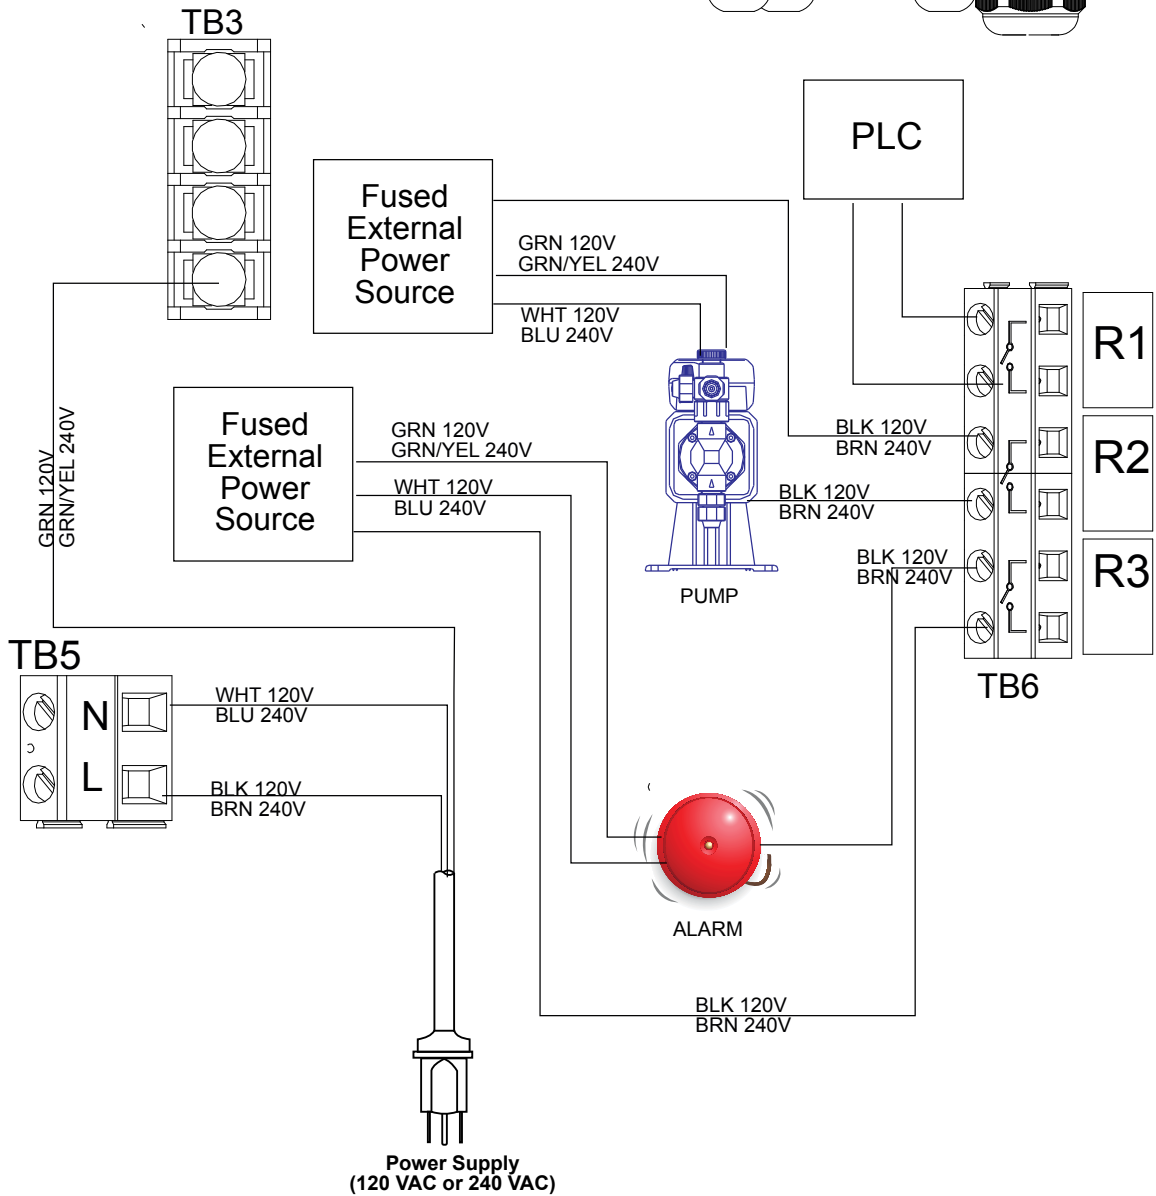 TB3
PLC
Fused
External
Power
Source
GRN 120V
GRN/YEL 240V
WHT 120V
BLU 240V
R1
R2
R3
BLK 120V
BRN 240V
BLK 120V
BRN 240V
BLK 120V
BRN 240V
PUMP
TB6
Fused
External
Power
Source
GRN 120V
GRN/YEL 240V
WHT 120V
BLU 240V
GRN 120V
GRN/YEL 240V
TB5
N
L
WHT 120V
BLU 240V
BLK 120V
BRN 240V
ALARM
BLK 120V
BRN 240V
Power Supply
(120 VAC or 240 VAC)